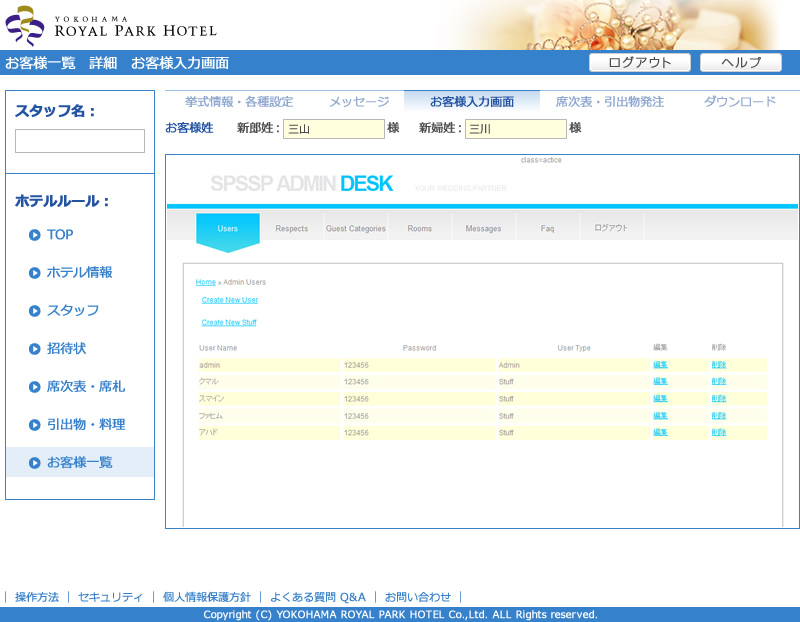 YOKOHAMA
ROYAL PARK HOTEL
お客様一覧 詳細 お客様入力画面
ログアウト ヘルプ
スタッフ名：
ホテルルール：
TOP
ホテル情報
スタッフ
招待状
席次表・席札
引出物・料理
お客様一覧
挙式情報・各種設定 メッセージ お客様入力画面 席次表・引出物発注 ダウンロード
お客様姓 新郎姓： 三山 様 新婦姓： 三川 様
class=actice
SPSSP ADMIN DESK YOUR WEDDING PARTNER
Users Respects Guest Categories Rooms Messages Faq ログアウト
Home » Admin Users
Create New User
Create New Stuff
User Name Password User Type 編集 削除
admin 123456 Admin 編集 削除
クマル 123456 Stuff 編集 削除
スマイン 123456 Stuff 編集 削除
ファヒム 123456 Stuff 編集 削除
アハド 123456 Stuff 編集 削除
｜ 操作方法 ｜ セキュリティ ｜ 個人情報保護方針 ｜ よくある質問 Q&A ｜ お問い合わせ ｜
Copyright (C) YOKOHAMA ROYAL PARK HOTEL Co.,Ltd. ALL Rights reserved.